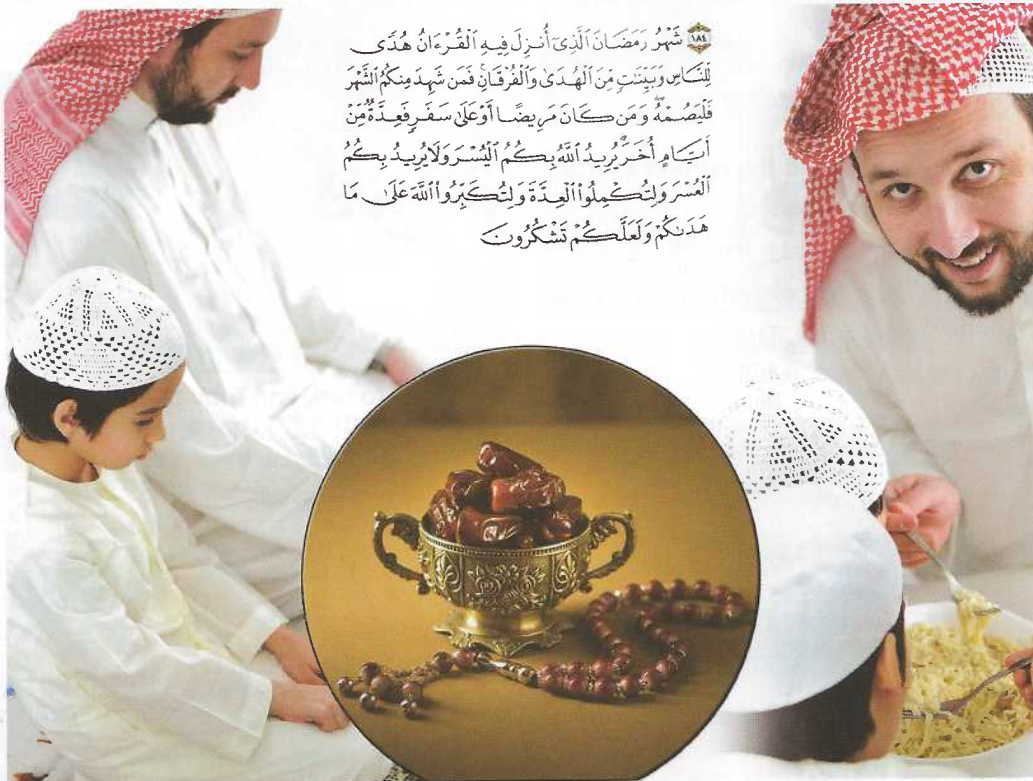 ١٨٤ شَهْرُ رَمَضَانَ ٱلَّذِىٓ أُنزِلَ فِيهِ ٱلْقُرْءَانُ هُدًى
لِّلنَّاسِ وَبَيِّنَٰتٍ مِّنَ ٱلْهُدَىٰ وَٱلْفُرْقَانِ ۚ فَمَن شَهِدَ مِنكُمُ ٱلشَّهْرَ
فَلْيَصُمْهُ ۖ وَمَن كَانَ مَرِيضًا أَوْ عَلَىٰ سَفَرٍ فَعِدَّةٌ مِّنْ
أَيَّامٍ أُخَرَ ۗ يُرِيدُ ٱللَّهُ بِكُمُ ٱلْيُسْرَ وَلَا يُرِيدُ بِكُمُ
ٱلْعُسْرَ وَلِتُكْمِلُوا۟ ٱلْعِدَّةَ وَلِتُكَبِّرُوا۟ ٱللَّهَ عَلَىٰ مَا
هَدَىٰكُمْ وَلَعَلَّكُمْ تَشْكُرُونَ